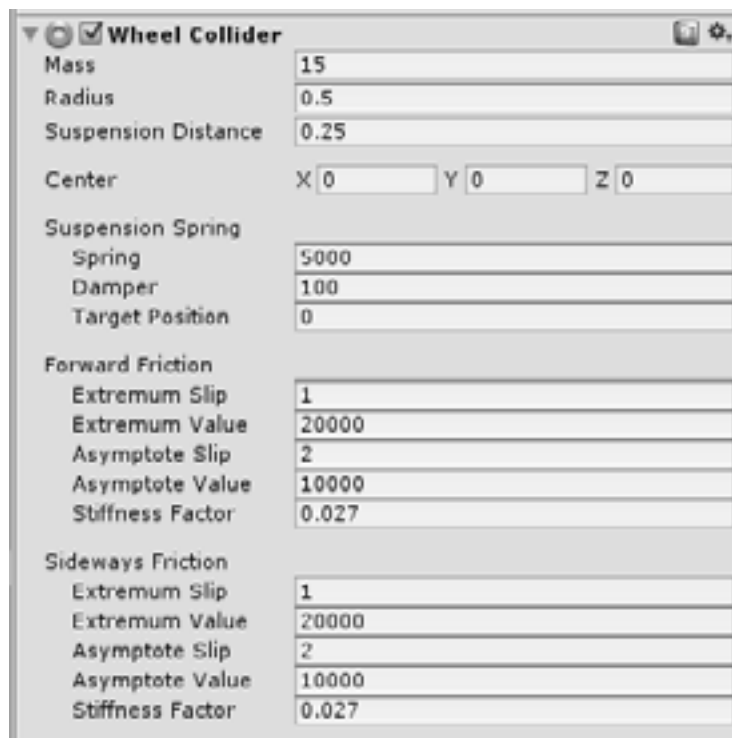 Wheel Collider
Mass 15
Radius 0.5
Suspension Distance 0.25
Center X 0 Y 0 Z 0
Suspension Spring
Spring 5000
Damper 100
Target Position 0
Forward Friction
Extremum Slip 1
Extremum Value 20000
Asymptote Slip 2
Asymptote Value 10000
Stiffness Factor 0.027
Sideways Friction
Extremum Slip 1
Extremum Value 20000
Asymptote Slip 2
Asymptote Value 10000
Stiffness Factor 0.027